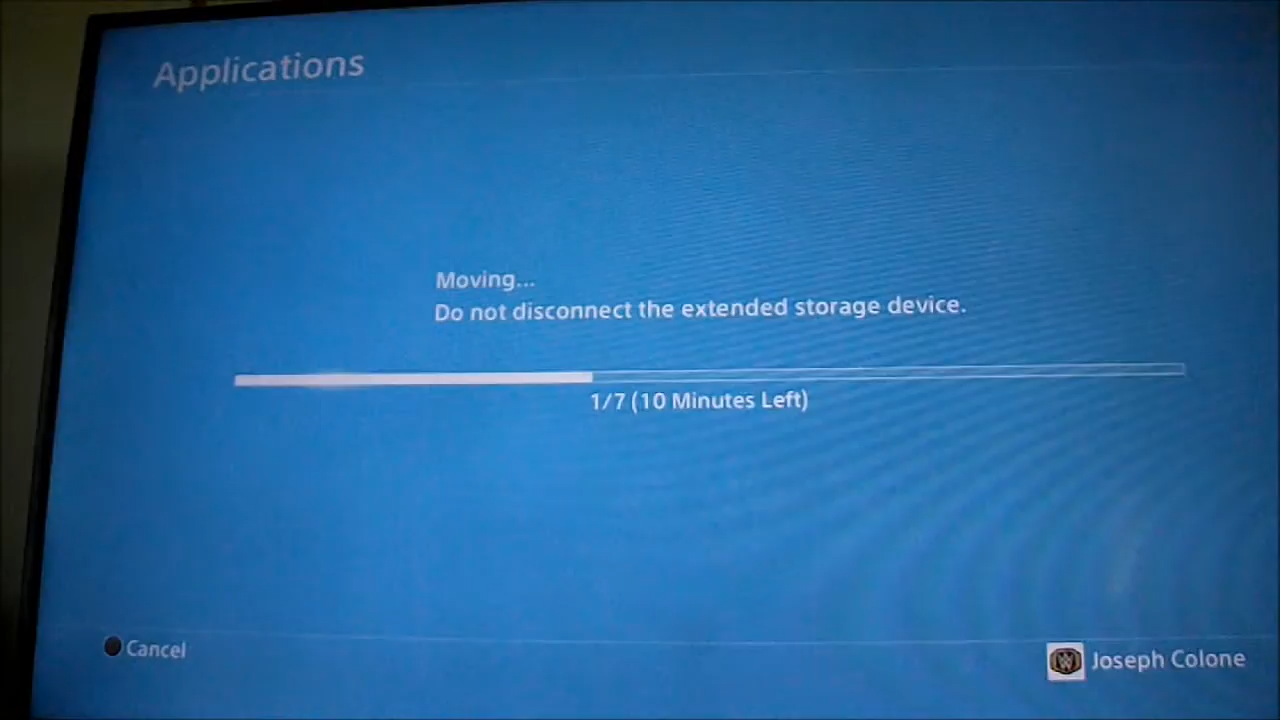 Applications
Moving...
Do not disconnect the extended storage device.
1/7 (10 Minutes Left)
Cancel
Joseph Colone